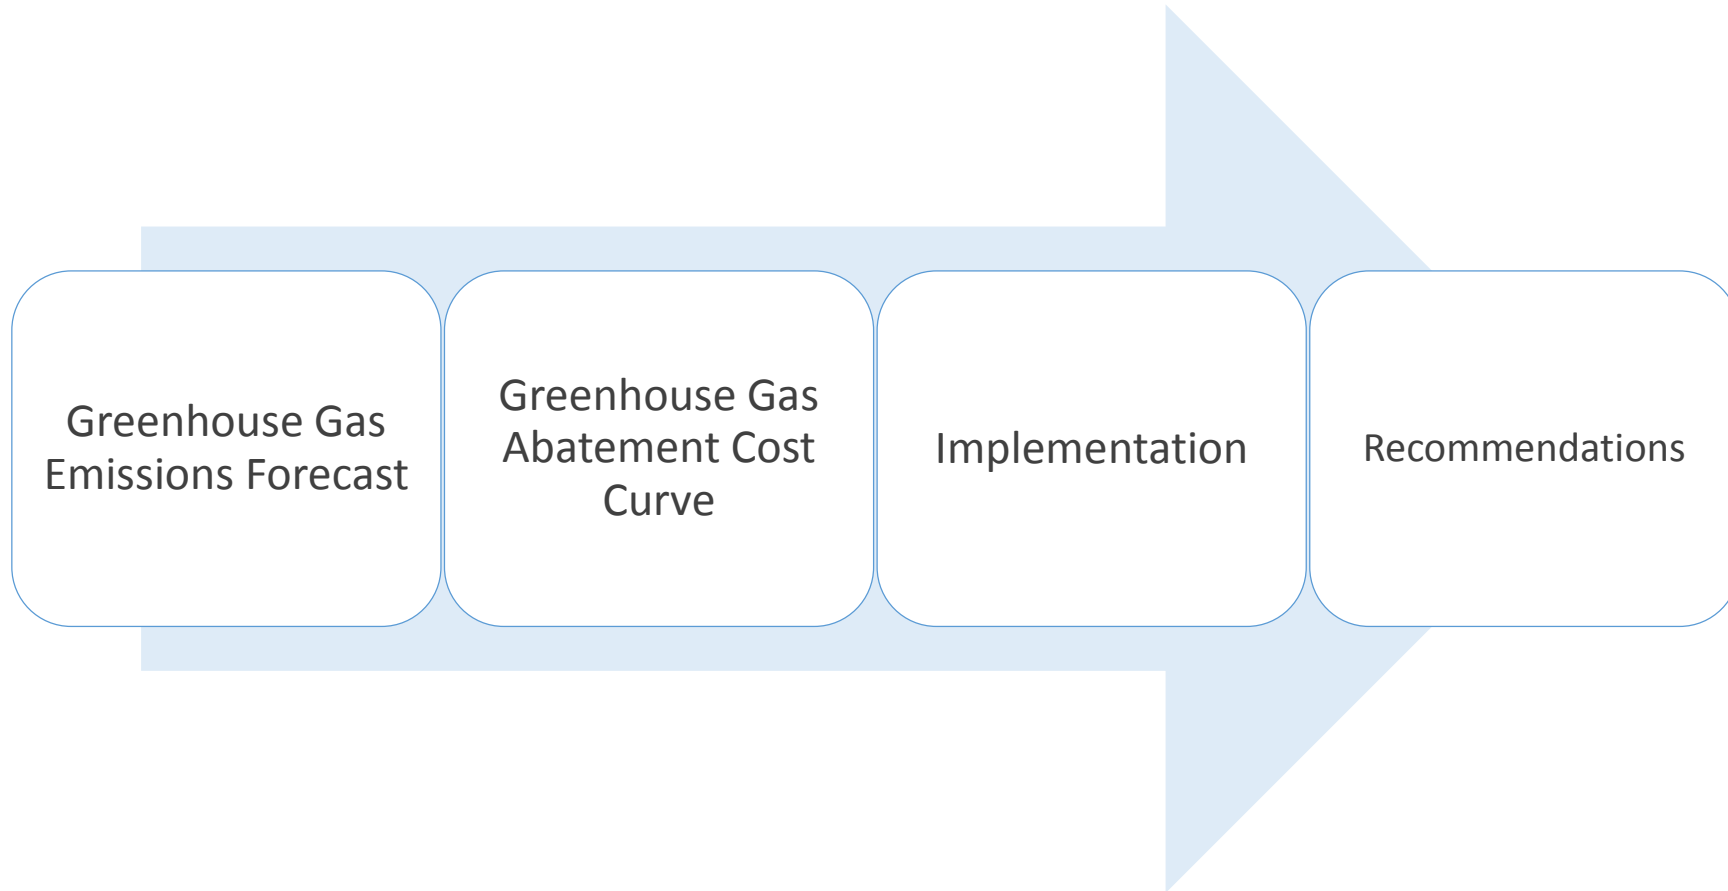 Greenhouse Gas
Emissions Forecast
Greenhouse Gas
Abatement Cost
Curve
Implementation
Recommendations